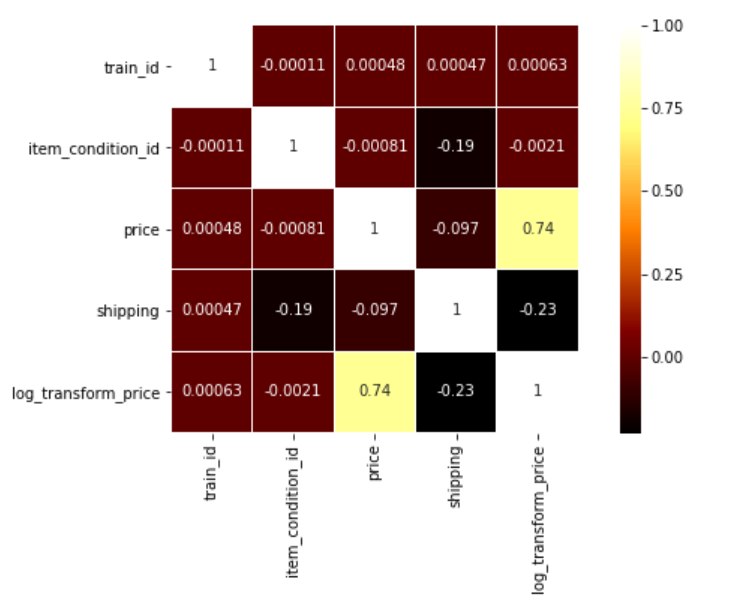 train_id 1 -0.00011 0.00048 0.00047 0.00063
item_condition_id -0.00011 1 -0.00081 -0.19 -0.0021
price 0.00048 -0.00081 1 -0.097 0.74
shipping 0.00047 -0.19 -0.097 1 -0.23
log_transform_price 0.00063 -0.0021 0.74 -0.23 1
train_id
item_condition_id
price
shipping
log_transform_price
1.00
0.75
0.50
0.25
0.00